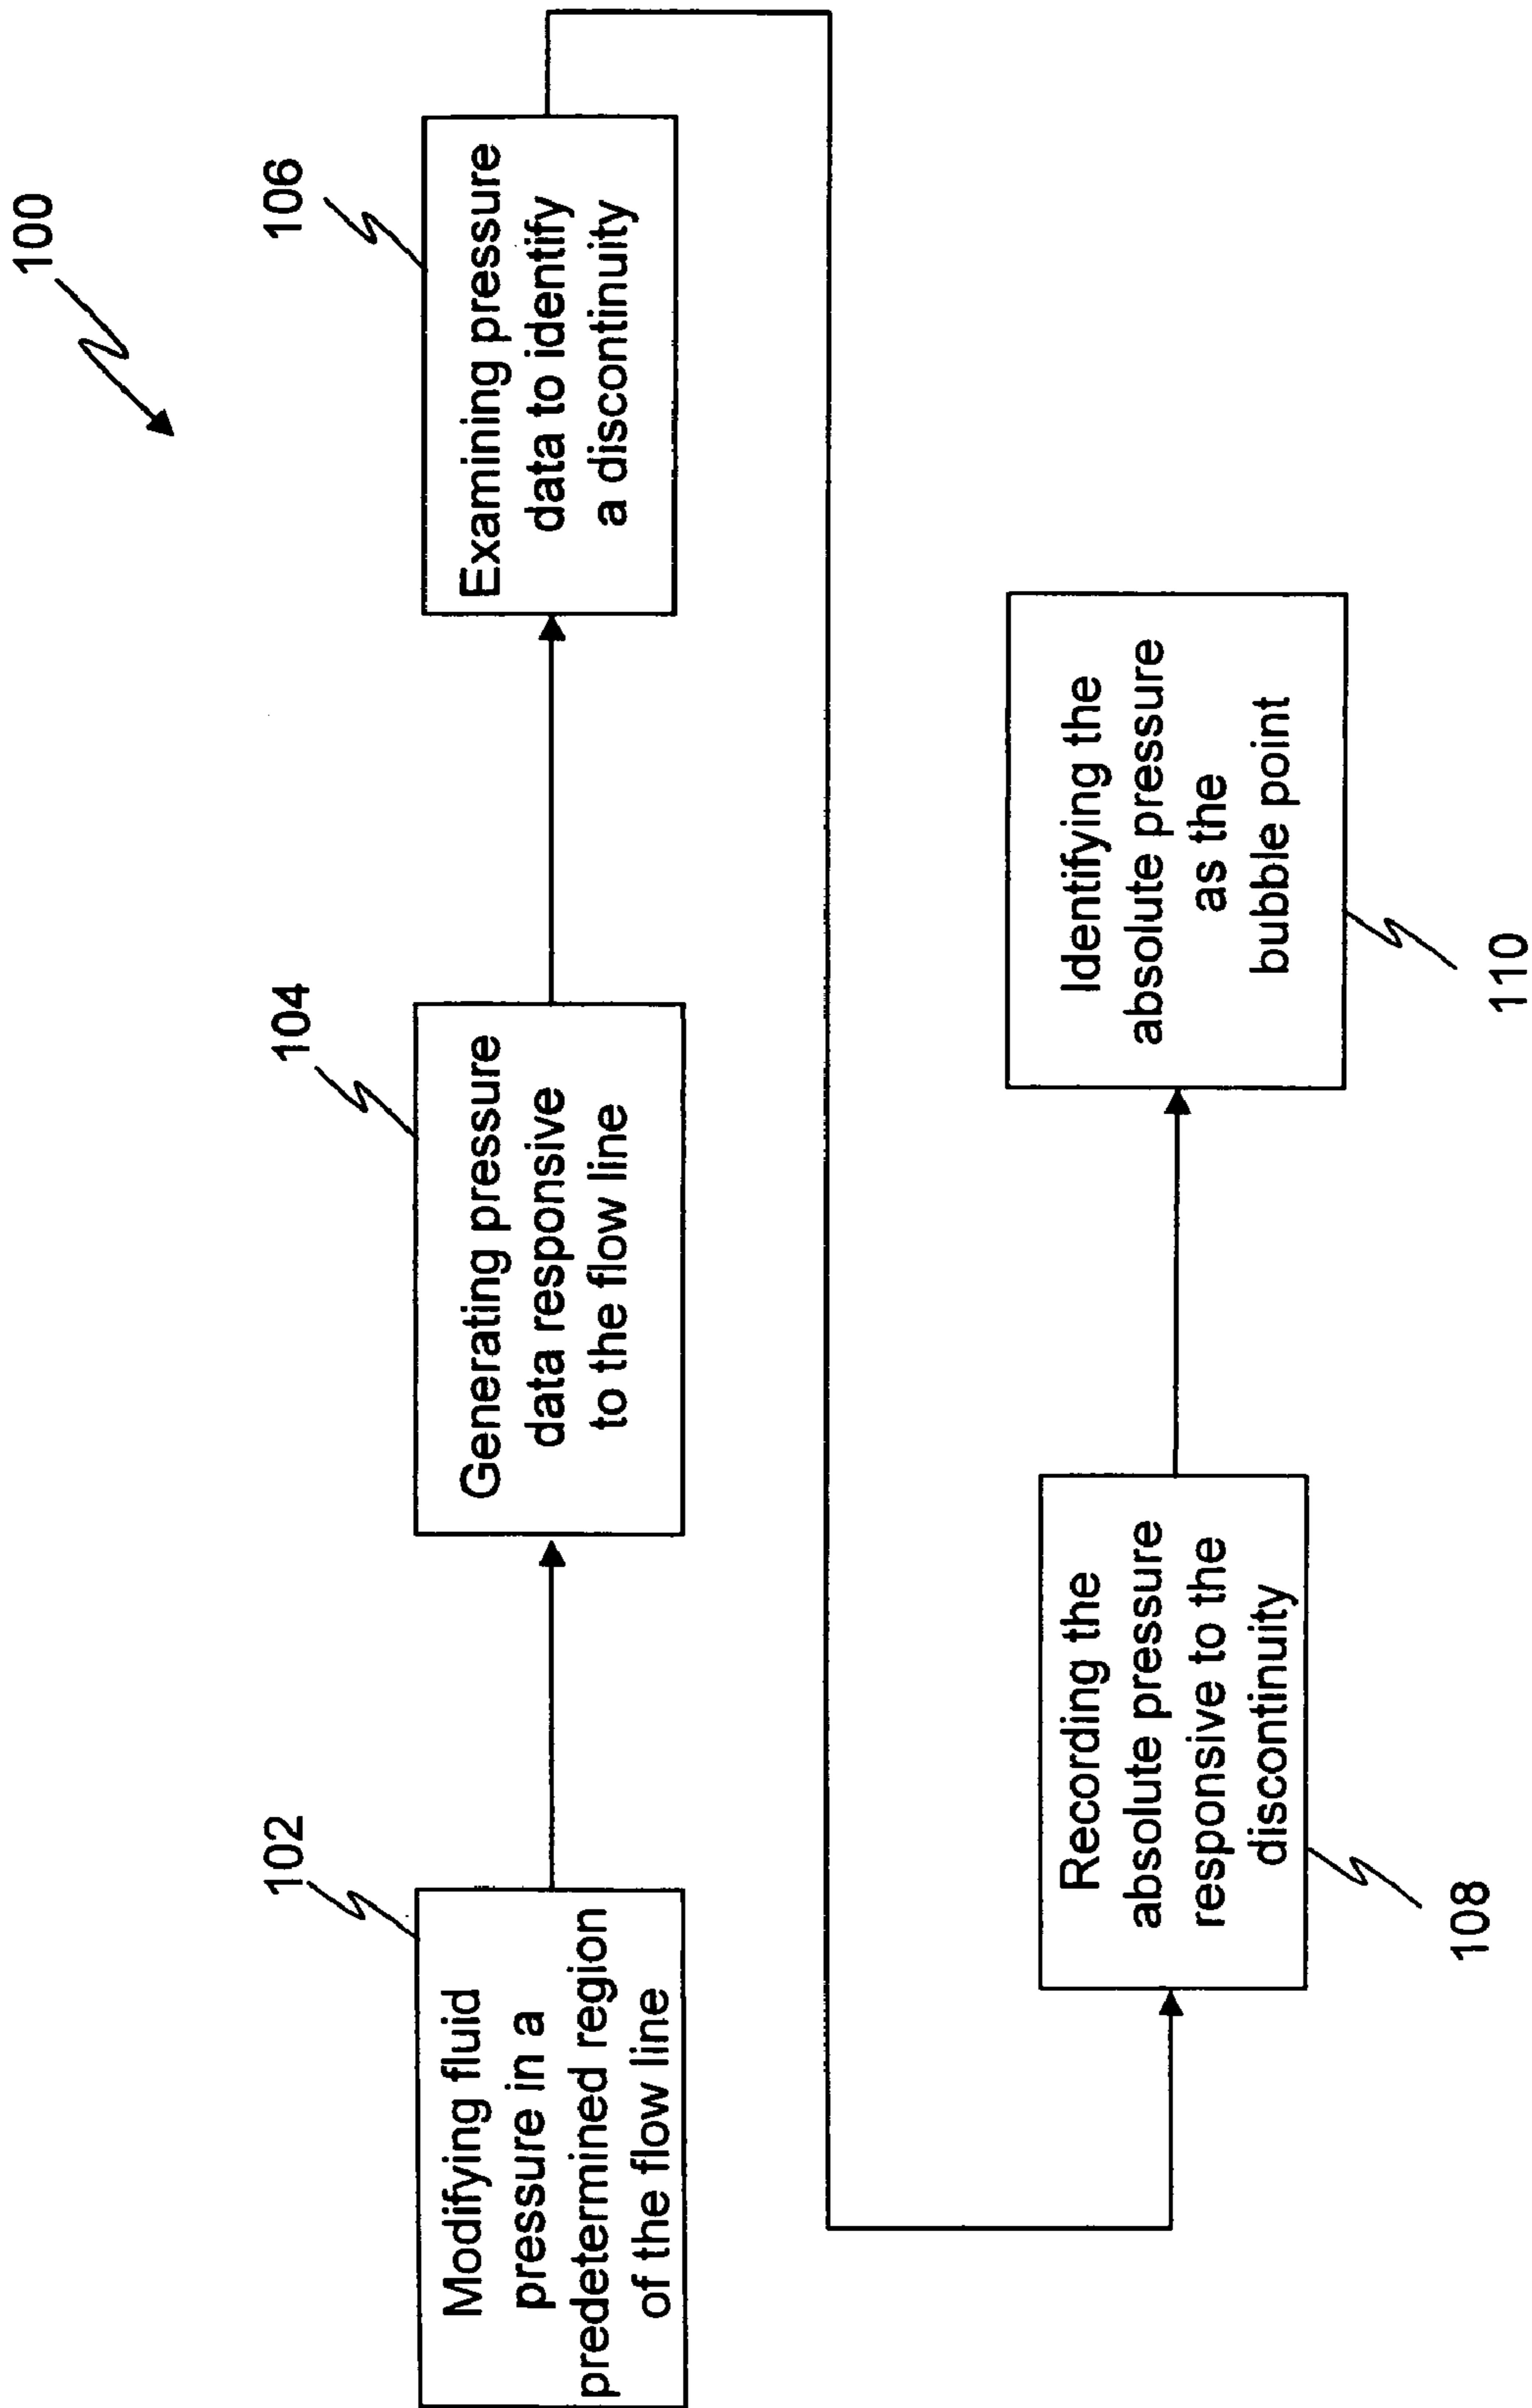 100
102
Modifying fluid
pressure in a
predetermined region
of the flow line
104
Generating pressure
data responsive
to the flow line
106
Examining pressure
data to identify
a discontinuity
Recording the
absolute pressure
responsive to the
discontinuity
108
Identifying the
absolute pressure
as the
bubble point
110